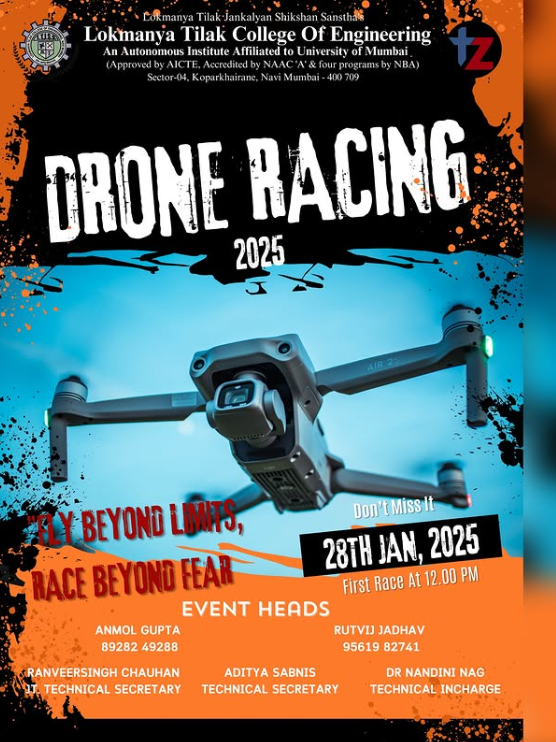 Lokmanya Tilak Jankalyan Shikshan Sanstha's
Lokmanya Tilak College Of Engineering
An Autonomous Institute Affiliated to University of Mumbai
(Approved by AICTE, Accredited by NAAC 'A' & four programs by NBA)
Sector-04, Koparkhairane, Navi Mumbai - 400 709
tz
DRONE RACING
2025
AIR 2S
"FLY BEYOND LIMITS,
RACE BEYOND FEAR
Don't Miss It
28TH JAN, 2025
First Race At 12.00 PM
EVENT HEADS
ANMOL GUPTA
89282 49288
RUTVIJ JADHAV
95619 82741
RANVEERSINGH CHAUHAN
JT. TECHNICAL SECRETARY
ADITYA SABNIS
TECHNICAL SECRETARY
DR NANDINI NAG
TECHNICAL INCHARGE